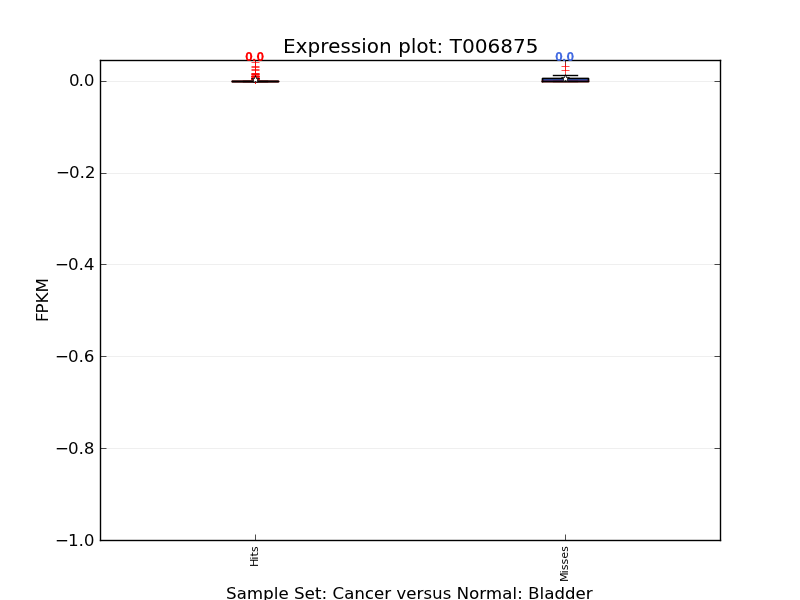 Expression plot: T006875
0.0 0.0
0.0
−0.2
−0.4
FPKM
−0.6
−0.8
−1.0
Hits Misses
Sample Set: Cancer versus Normal: Bladder